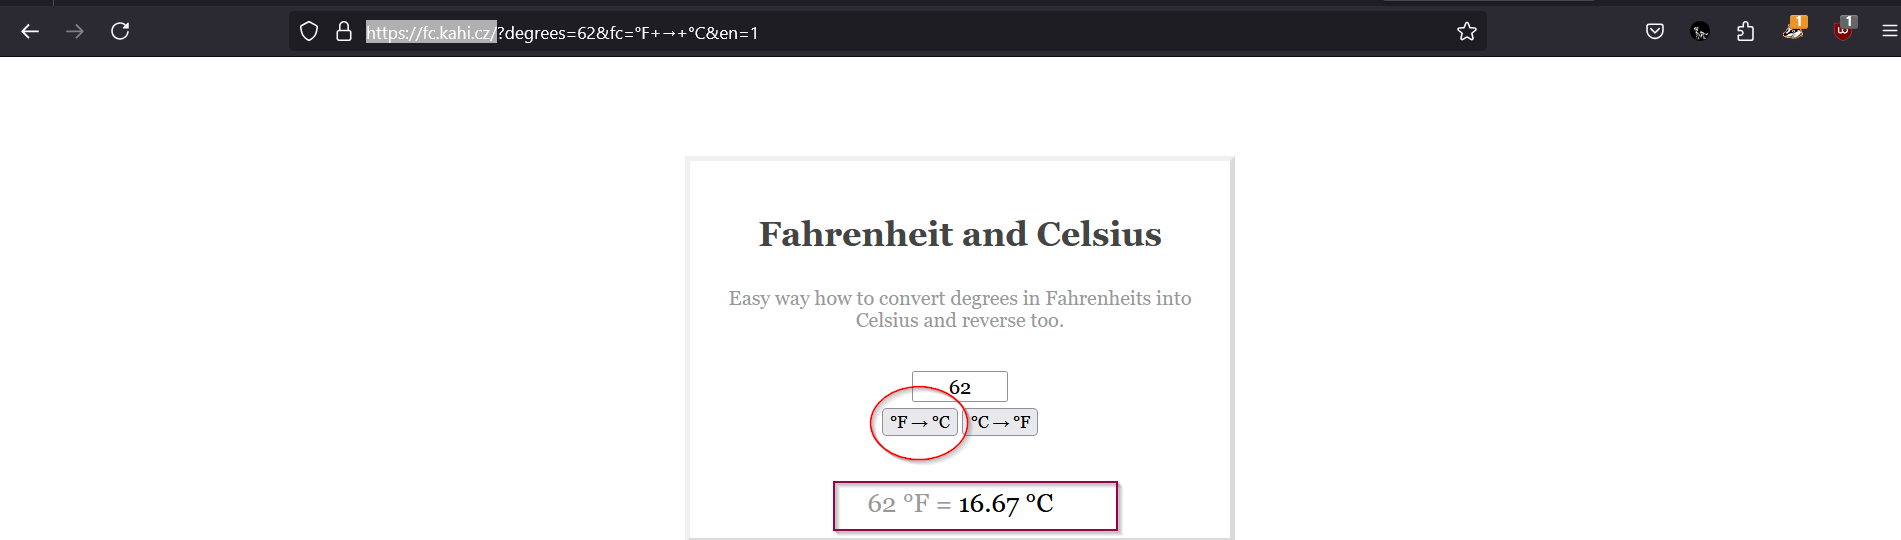 https://fc.kahi.cz/?degrees=62&fc=°F+→+°C&en=1
1
1
Fahrenheit and Celsius
Easy way how to convert degrees in Fahrenheits into
Celsius and reverse too.
62
°F → °C °C → °F
62 °F = 16.67 °C